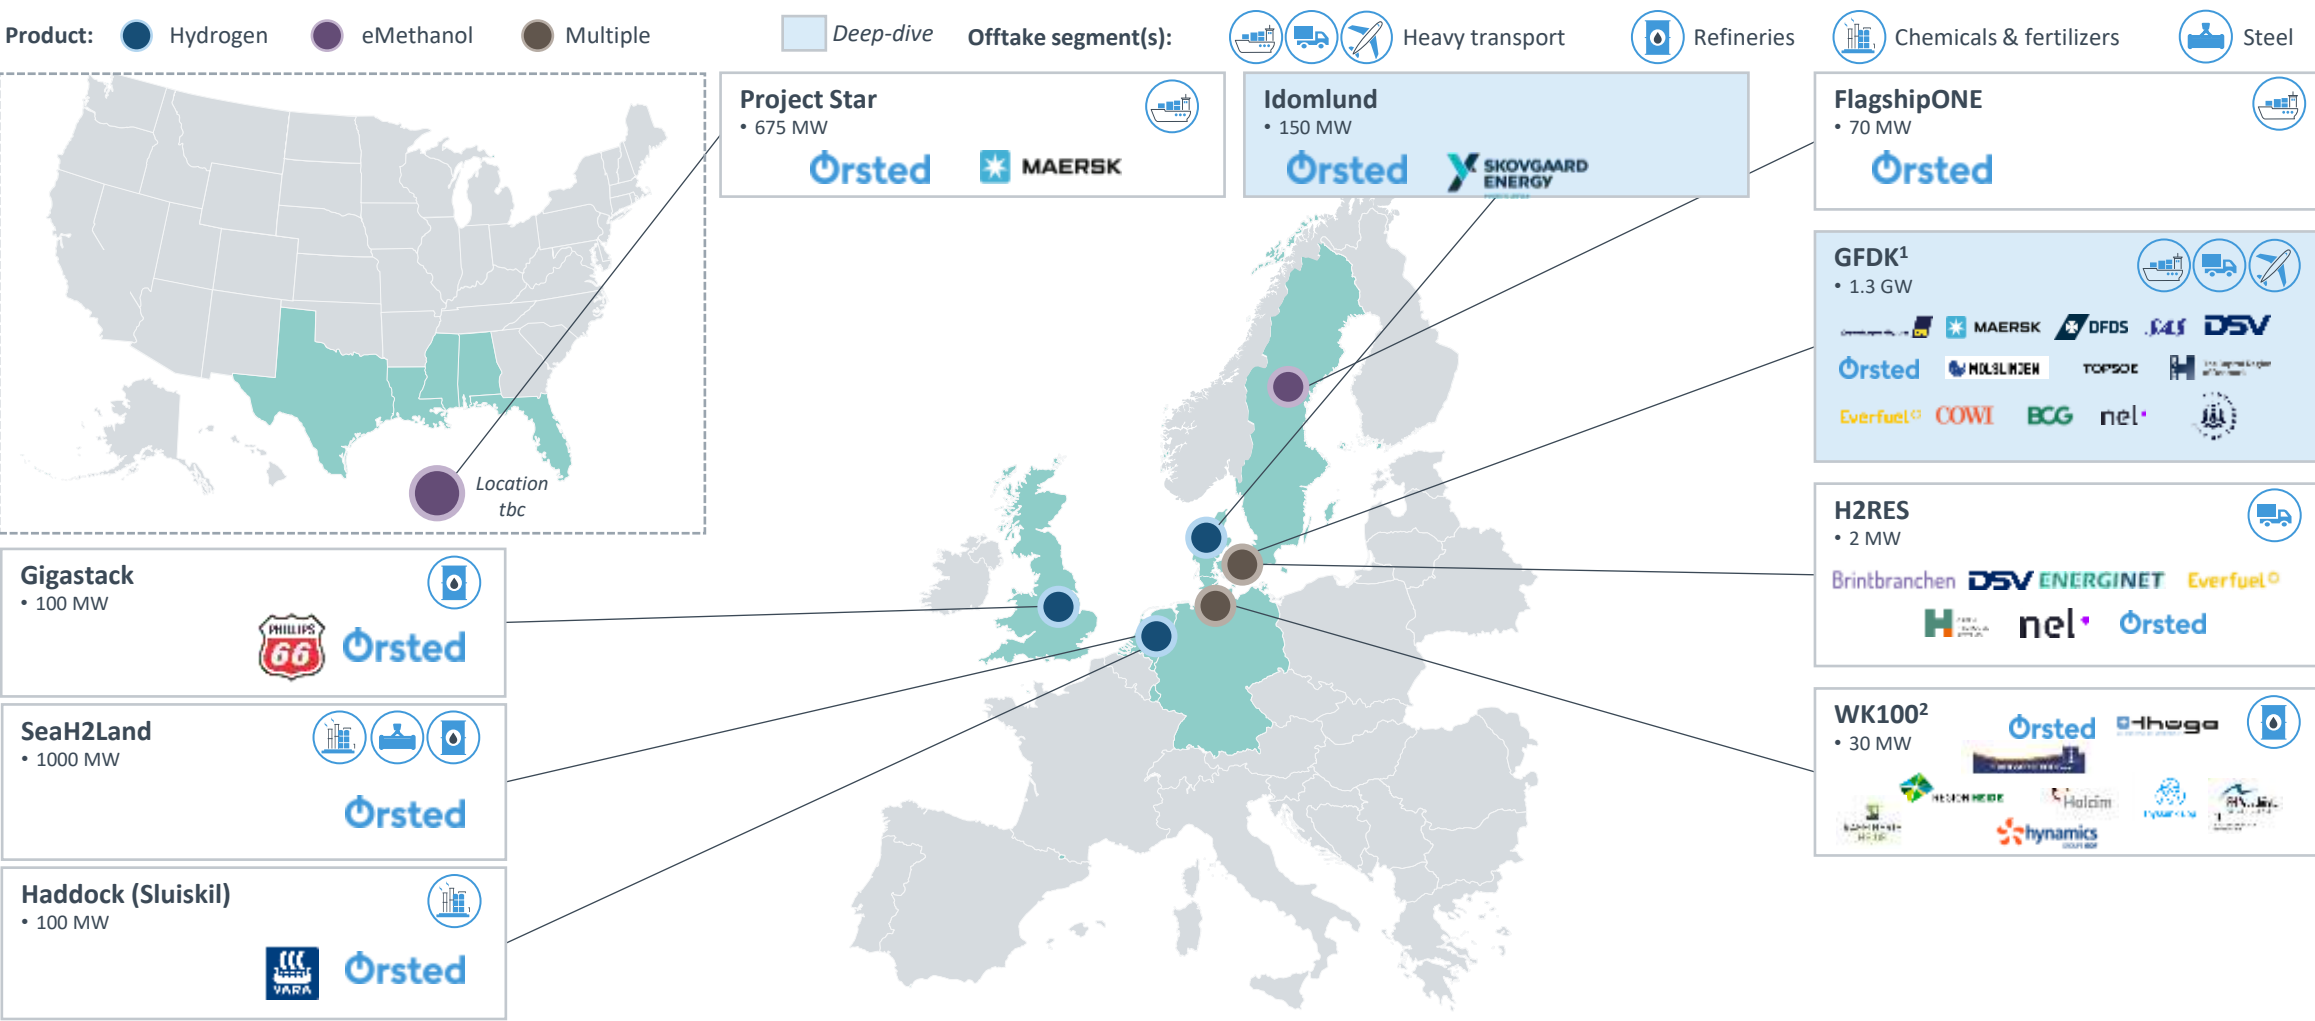 Product:
Hydrogen
eMethanol
Multiple
Deep-dive
Offtake segment(s):
Heavy transport
Refineries
Chemicals & fertilizers
Steel
Location
tbc
Project Star
• 675 MW
Ørsted
MAERSK
Idomlund
• 150 MW
Ørsted
SKOVGAARD
ENERGY
FlagshipONE
• 70 MW
Ørsted
GFDK¹
• 1.3 GW
MAERSK
DFDS
SAS
DSV
Ørsted
MOLSLINJEN
TOPSOE
Everfuel
COWI
BCG
nel
H2RES
• 2 MW
Brintbranchen
DSV
ENERGINET
Everfuel
H
nel
Ørsted
WK100²
• 30 MW
Ørsted
thüga
REGION HEIDE
Holcim
hynamics
Gigastack
• 100 MW
PHILLIPS
66
Ørsted
SeaH2Land
• 1000 MW
Ørsted
Haddock (Sluiskil)
• 100 MW
YARA
Ørsted